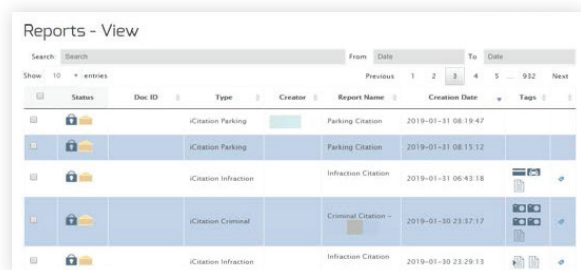 Reports - View
Search Search From Date To Date
Show 10 entries Previous 1 2 3 4 5 ... 932 Next
Status Doc ID Type Creator Report Name Creation Date Tags
iCitation Parking Parking Citation 2019-01-31 08:19:47
iCitation Parking Parking Citation 2019-01-31 08:15:12
iCitation Infraction Infraction Citation 2019-01-31 06:43:18
iCitation Criminal Criminal Citation - 2019-01-30 23:37:17
iCitation Infraction Infraction Citation 2019-01-30 23:29:13